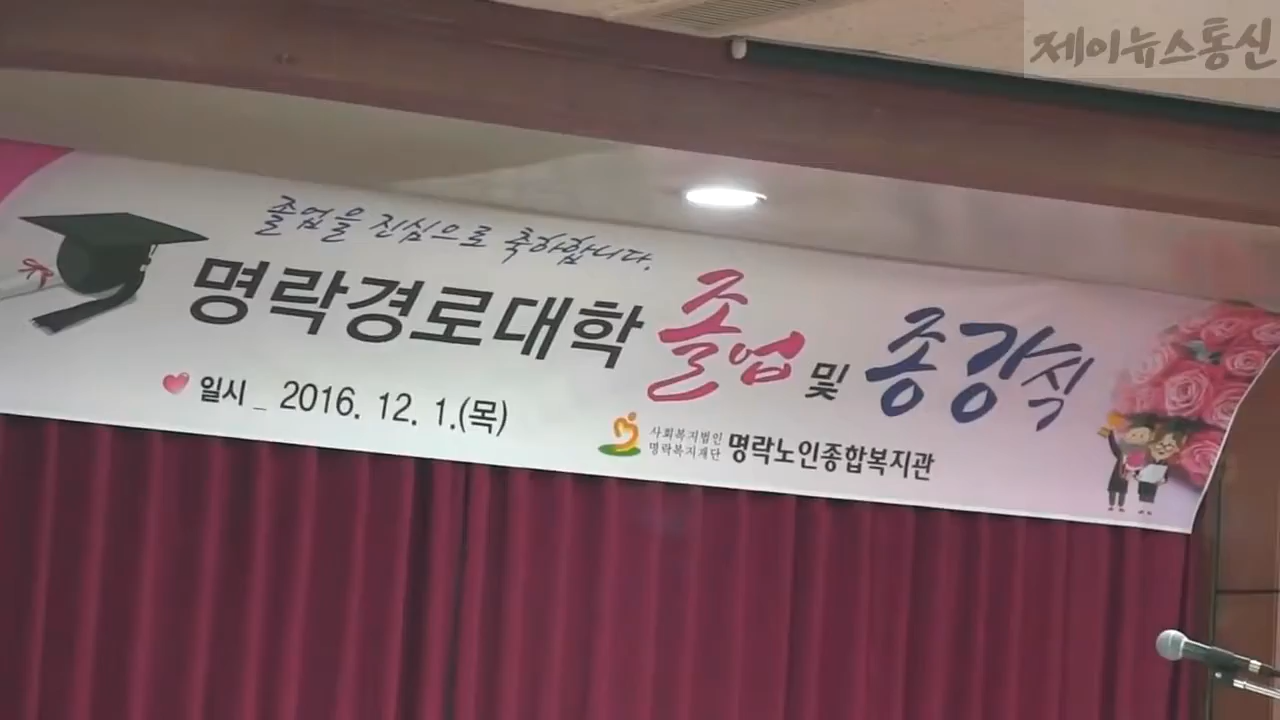 제이뉴스통신
졸업을 진심으로 축하합니다.
명락경로대학 졸업 및 종강식
일시_ 2016. 12. 1.(목)
사회복지법인
명락복지재단
명락노인종합복지관